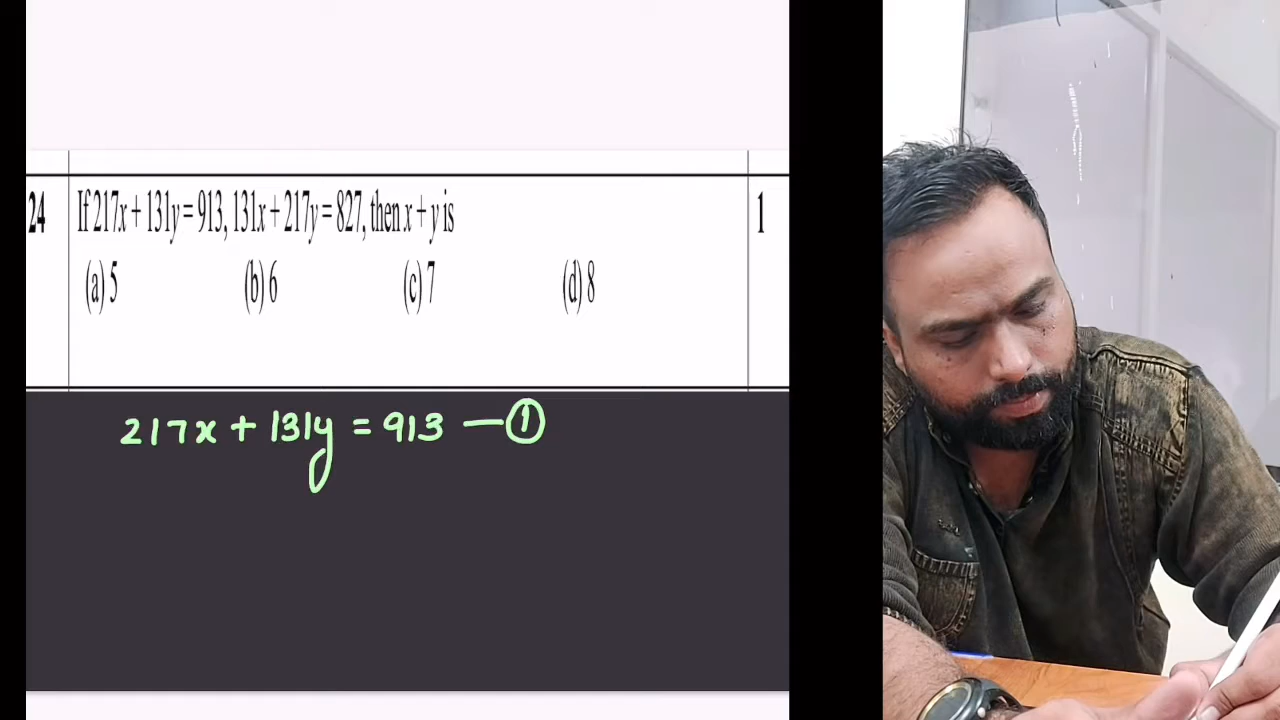 24 If 217x + 131y = 913, 131x + 217y = 827, then x + y is 1
(a) 5 (b) 6 (c) 7 (d) 8
217x + 131y = 913 — ①